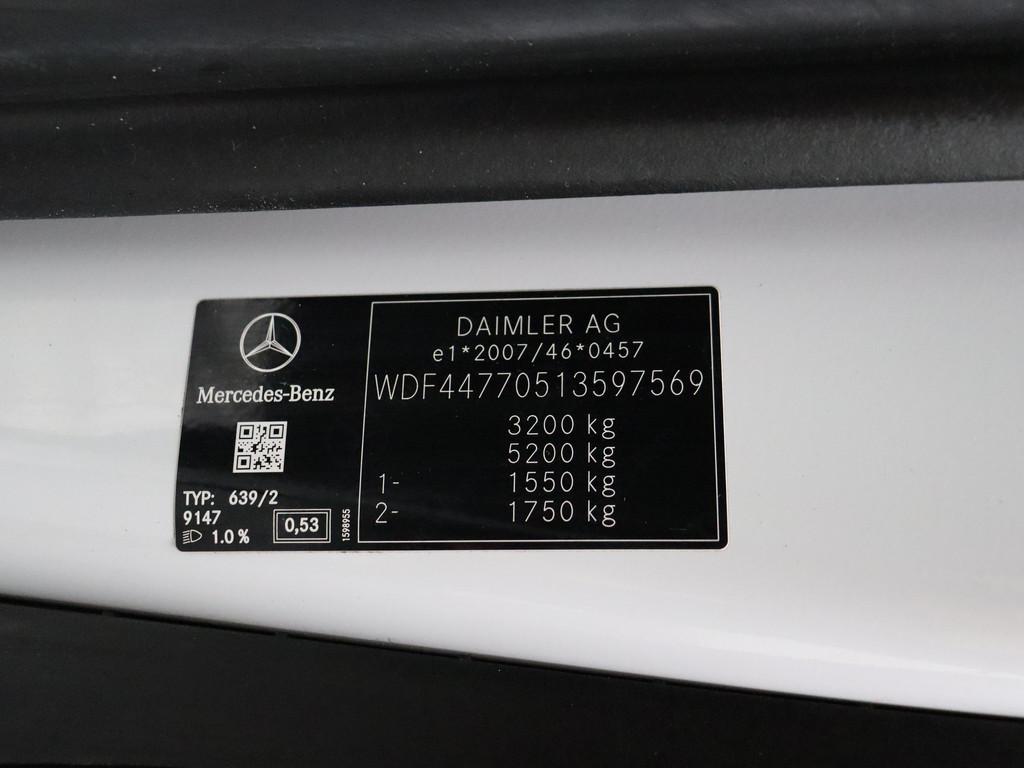 Mercedes-Benz
TYP: 639/2
9147
1.0 %
0,53
1598955
DAIMLER AG
e1*2007/46*0457
WDF44770513597569
3200 kg
5200 kg
1- 1550 kg
2- 1750 kg